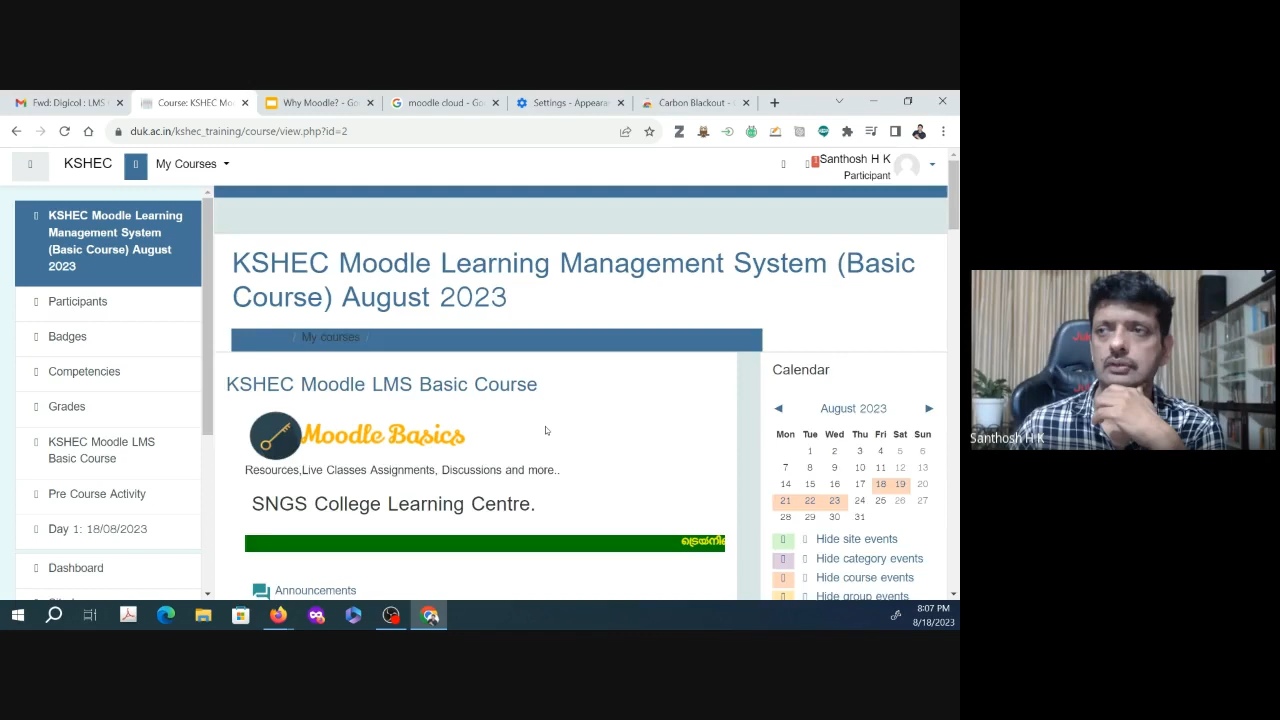 Fwd: Digicol : LMS
Course: KSHEC Mo
Why Moodle? - Go
moodle cloud - Go
Settings - Appeara
Carbon Blackout -
duk.ac.in/kshec_training/course/view.php?id=2
KSHEC
My Courses
Santhosh H K
Participant
KSHEC Moodle Learning
Management System
(Basic Course) August
2023
Participants
Badges
Competencies
Grades
KSHEC Moodle LMS
Basic Course
Pre Course Activity
Day 1: 18/08/2023
Dashboard
KSHEC Moodle Learning Management System (Basic
Course) August 2023
/ My courses /
KSHEC Moodle LMS Basic Course
Moodle Basics
Resources,Live Classes Assignments, Discussions and more..
SNGS College Learning Centre.
Announcements
Calendar
◄ August 2023 ►
Mon Tue Wed Thu Fri Sat Sun
1 2 3 4 5 6
7 8 9 10 11 12 13
14 15 16 17 18 19 20
21 22 23 24 25 26 27
28 29 30 31
Hide site events
Hide category events
Hide course events
Hide group events
8:07 PM
8/18/2023
Santhosh H K